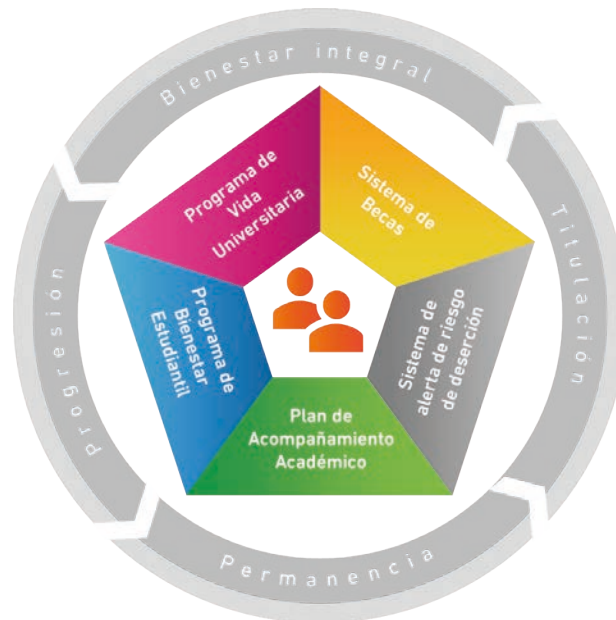 Bienestar integral
Titulación
Permanencia
progresión
Programa de
Vida
Universitaria
Sistema de
Becas
Sistema de
alerta de riesgo
de deserción
Plan de
Acompañamiento
Académico
Programa de
Bienestar
Estudiantil